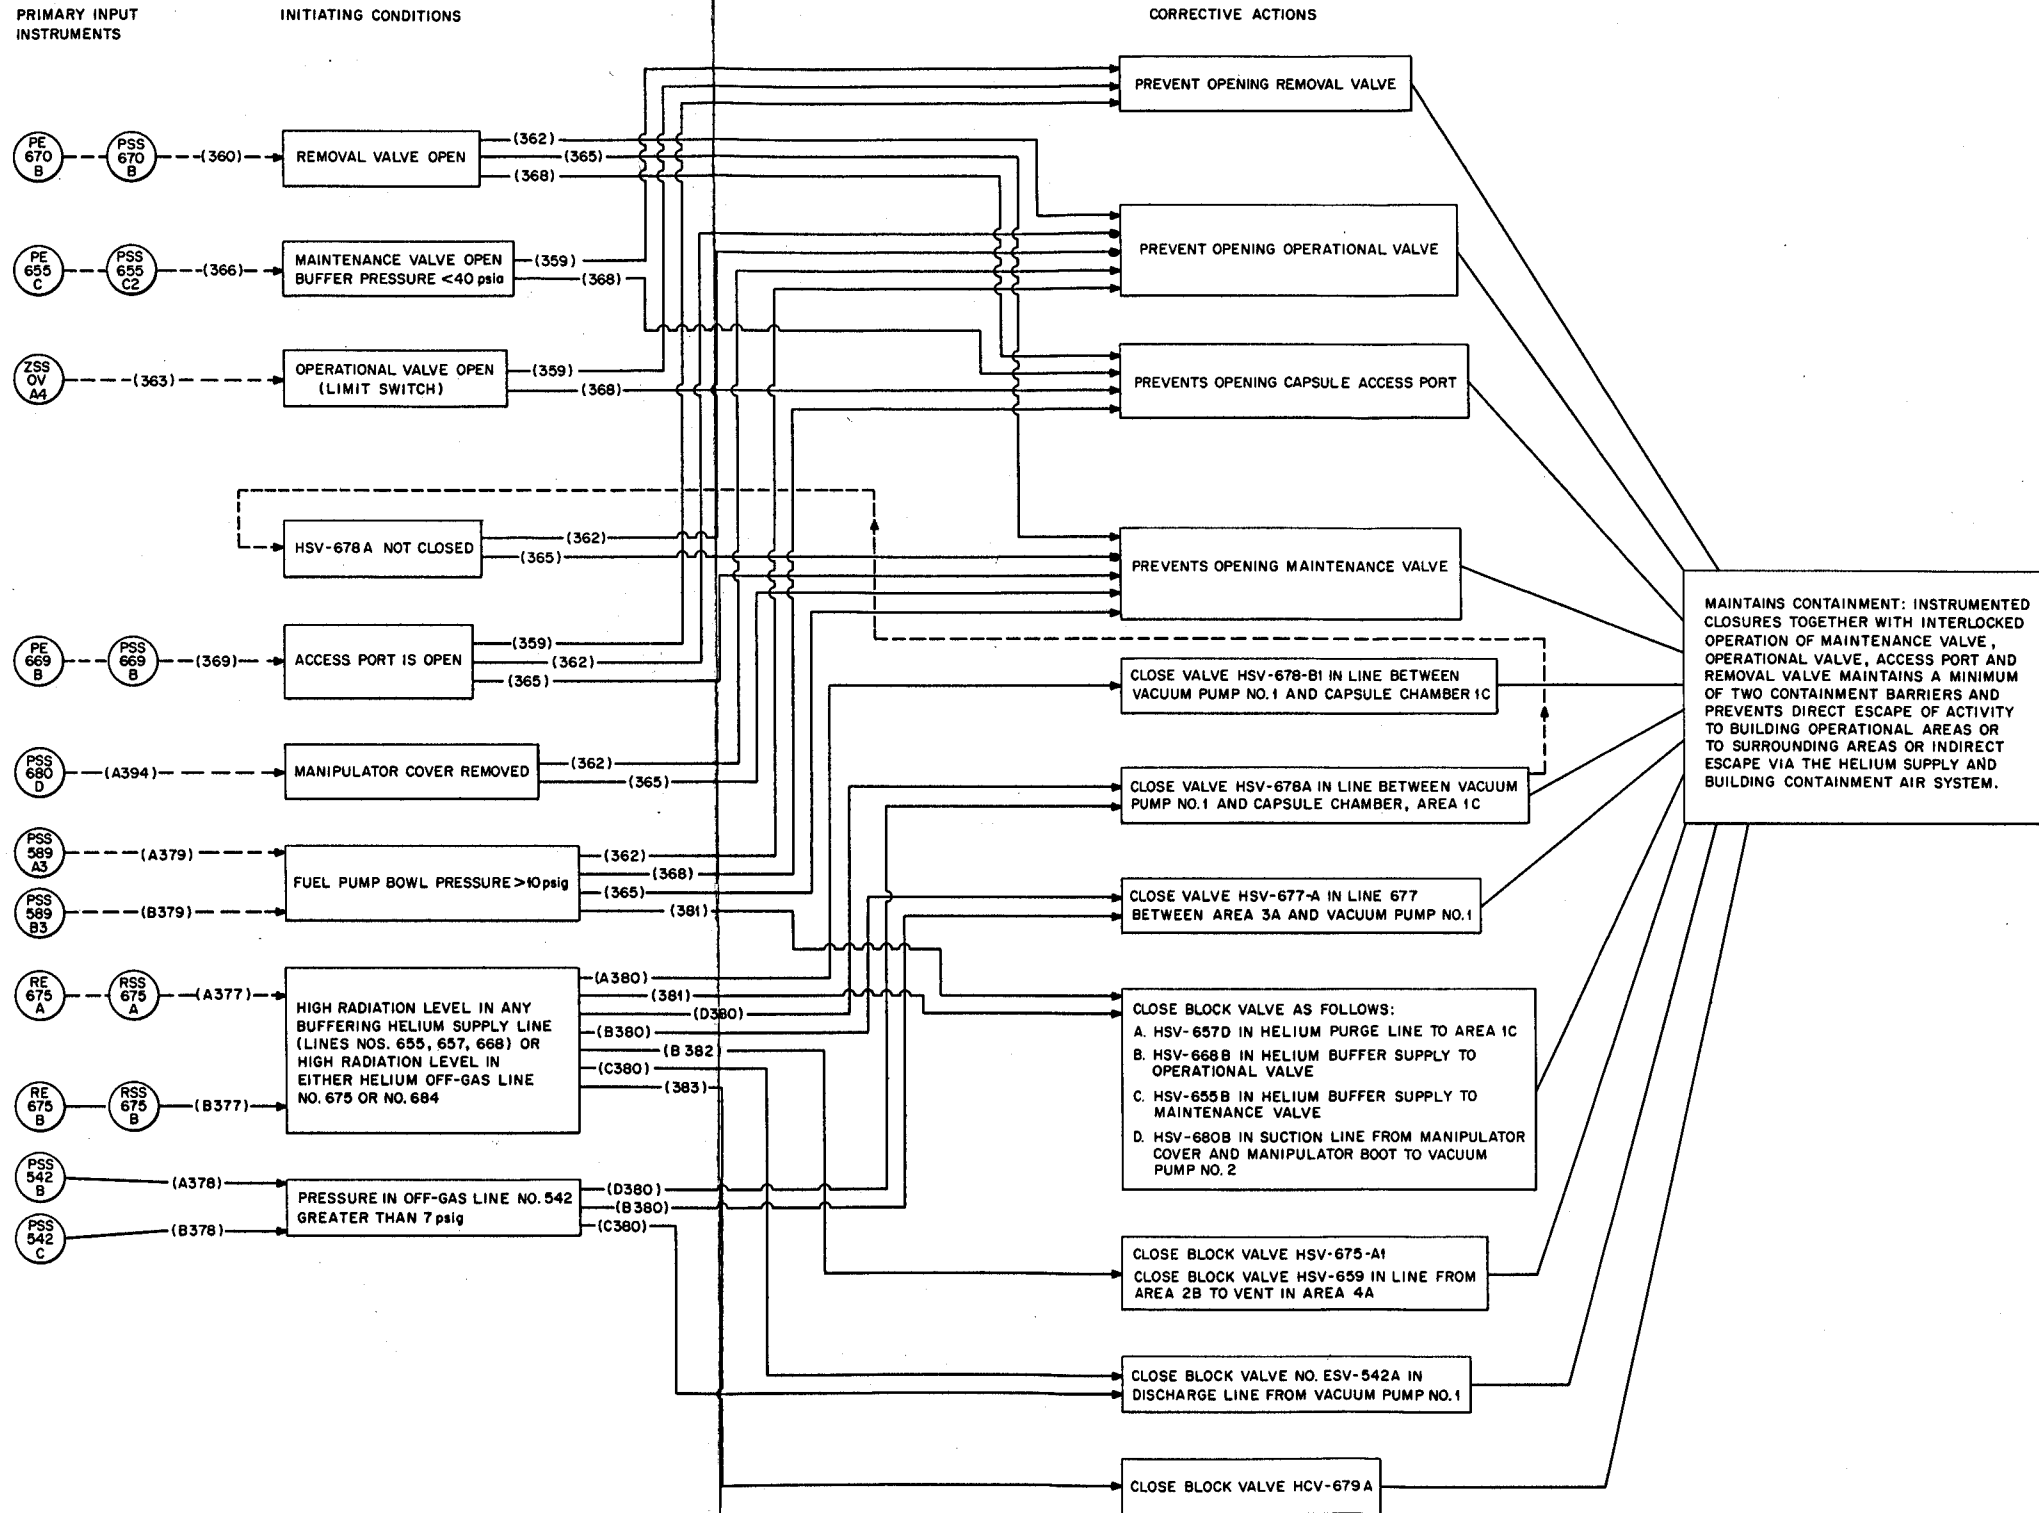 PRIMARY INPUT
INSTRUMENTS
INITIATING CONDITIONS
CORRECTIVE ACTIONS
PE
670
B
PSS
670
B
(360)
REMOVAL VALVE OPEN
(362)
(365)
(368)
PE
655
C
PSS
655
C2
(366)
MAINTENANCE VALVE OPEN
BUFFER PRESSURE <40 psia
(359)
(368)
ZSS
OV
A4
(363)
OPERATIONAL VALVE OPEN
(LIMIT SWITCH)
(359)
(368)
HSV-678A NOT CLOSED
(362)
(365)
PE
669
B
PSS
669
B
(369)
ACCESS PORT IS OPEN
(359)
(362)
(365)
PSS
680
D
(A394)
MANIPULATOR COVER REMOVED
(362)
(365)
PSS
589
A3
(A379)
PSS
589
B3
(B379)
FUEL PUMP BOWL PRESSURE >10 psig
(362)
(368)
(365)
(381)
RE
675
A
RSS
675
A
(A377)
RE
675
B
RSS
675
B
(B377)
HIGH RADIATION LEVEL IN ANY
BUFFERING HELIUM SUPPLY LINE
(LINES NOS. 655, 657, 668) OR
HIGH RADIATION LEVEL IN
EITHER HELIUM OFF-GAS LINE
NO. 675 OR NO. 684
(A380)
(381)
(D380)
(B380)
(B 382)
(C380)
(383)
PSS
542
B
(A378)
PSS
542
C
(B378)
PRESSURE IN OFF-GAS LINE NO. 542
GREATER THAN 7 psig
(D380)
(B380)
(C380)
PREVENT OPENING REMOVAL VALVE
PREVENT OPENING OPERATIONAL VALVE
PREVENTS OPENING CAPSULE ACCESS PORT
PREVENTS OPENING MAINTENANCE VALVE
CLOSE VALVE HSV-678-B1 IN LINE BETWEEN
VACUUM PUMP NO.1 AND CAPSULE CHAMBER 1C
CLOSE VALVE HSV-678A IN LINE BETWEEN VACUUM
PUMP NO.1 AND CAPSULE CHAMBER, AREA 1C
CLOSE VALVE HSV-677-A IN LINE 677
BETWEEN AREA 3A AND VACUUM PUMP NO.1
CLOSE BLOCK VALVE AS FOLLOWS:
A. HSV-657D IN HELIUM PURGE LINE TO AREA 1C
B. HSV-668B IN HELIUM BUFFER SUPPLY TO
OPERATIONAL VALVE
C. HSV-655B IN HELIUM BUFFER SUPPLY TO
MAINTENANCE VALVE
D. HSV-680B IN SUCTION LINE FROM MANIPULATOR
COVER AND MANIPULATOR BOOT TO VACUUM
PUMP NO. 2
CLOSE BLOCK VALVE HSV-675-A1
CLOSE BLOCK VALVE HSV-659 IN LINE FROM
AREA 2B TO VENT IN AREA 4A
CLOSE BLOCK VALVE NO. ESV-542A IN
DISCHARGE LINE FROM VACUUM PUMP NO.1
CLOSE BLOCK VALVE HCV-679A
MAINTAINS CONTAINMENT: INSTRUMENTED
CLOSURES TOGETHER WITH INTERLOCKED
OPERATION OF MAINTENANCE VALVE,
OPERATIONAL VALVE, ACCESS PORT AND
REMOVAL VALVE MAINTAINS A MINIMUM
OF TWO CONTAINMENT BARRIERS AND
PREVENTS DIRECT ESCAPE OF ACTIVITY
TO BUILDING OPERATIONAL AREAS OR
TO SURROUNDING AREAS OR INDIRECT
ESCAPE VIA THE HELIUM SUPPLY AND
BUILDING CONTAINMENT AIR SYSTEM.